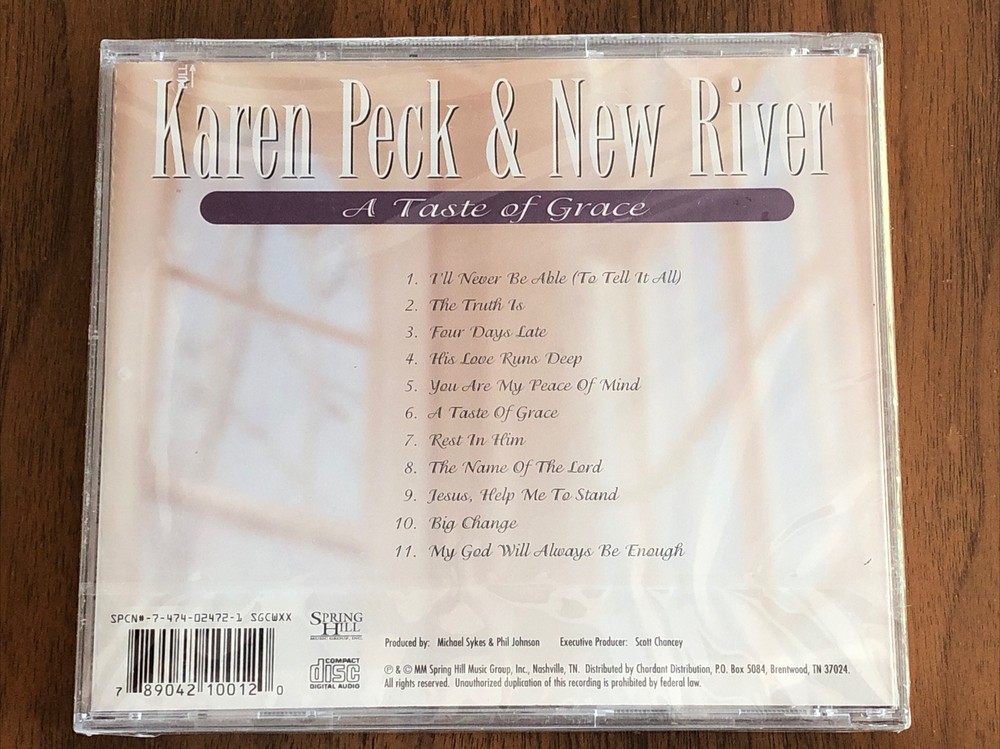 Karen Peck & New River
A Taste of Grace
1. I'll Never Be Able (To Tell It All)
2. The Truth Is
3. Four Days Late
4. His Love Runs Deep
5. You Are My Peace Of Mind
6. A Taste Of Grace
7. Rest In Him
8. The Name Of The Lord
9. Jesus, Help Me To Stand
10. Big Change
11. My God Will Always Be Enough
SPCN#-7-474-02472-1 SGCWXX
7 89042 10012 0
SPRING
HILL
COMPACT
disc
DIGITAL AUDIO
Produced by: Michael Sykes & Phil Johnson Executive Producer: Scott Chancey
℗ & © MM Spring Hill Music Group, Inc., Nashville, TN. Distributed by Chordant Distribution, P.O. Box 5084, Brentwood, TN 37024.
All rights reserved. Unauthorized duplication of this recording is prohibited by federal law.